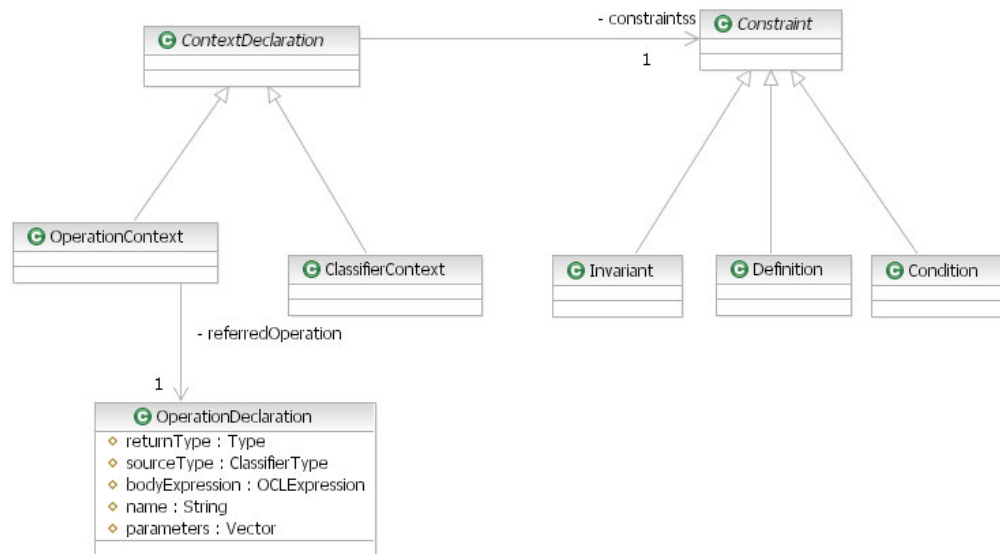 ContextDeclaration
- constraintss
1
Constraint
OperationContext
ClassifierContext
Invariant
Definition
Condition
- referredOperation
1
OperationDeclaration
returnType : Type
sourceType : ClassifierType
bodyExpression : OCLExpression
name : String
parameters : Vector